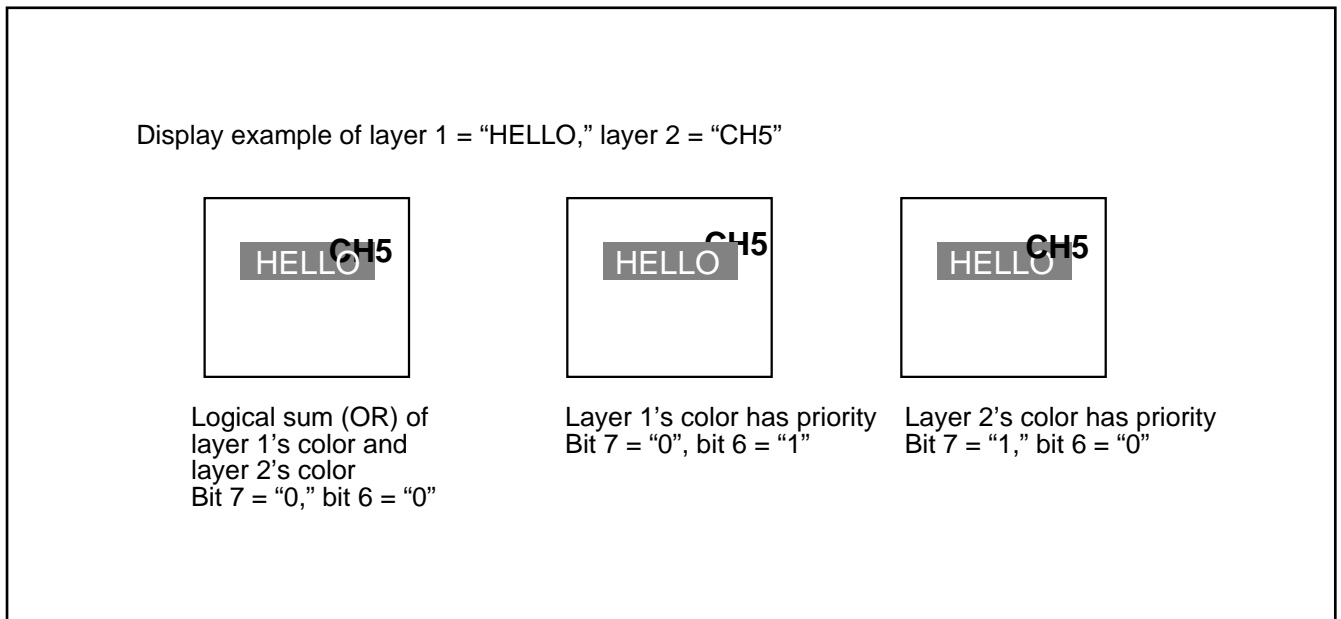 Display example of layer 1 = “HELLO,” layer 2 = “CH5”
HELLO
CH5
HELLO
CH5
HELLO
CH5
Logical sum (OR) of
layer 1’s color and
layer 2’s color
Bit 7 = “0,” bit 6 = “0”
Layer 1’s color has priority
Bit 7 = “0”, bit 6 = “1”
Layer 2’s color has priority
Bit 7 = “1,” bit 6 = “0”